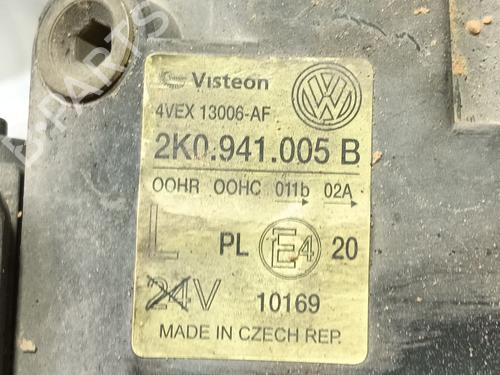 B-PARTS
Visteon
4VEX 13006-AF
2K0.941.005 B
OOHR OOHC 011b 02A
L PL E4 20
24V 10169
MADE IN CZECH REP.